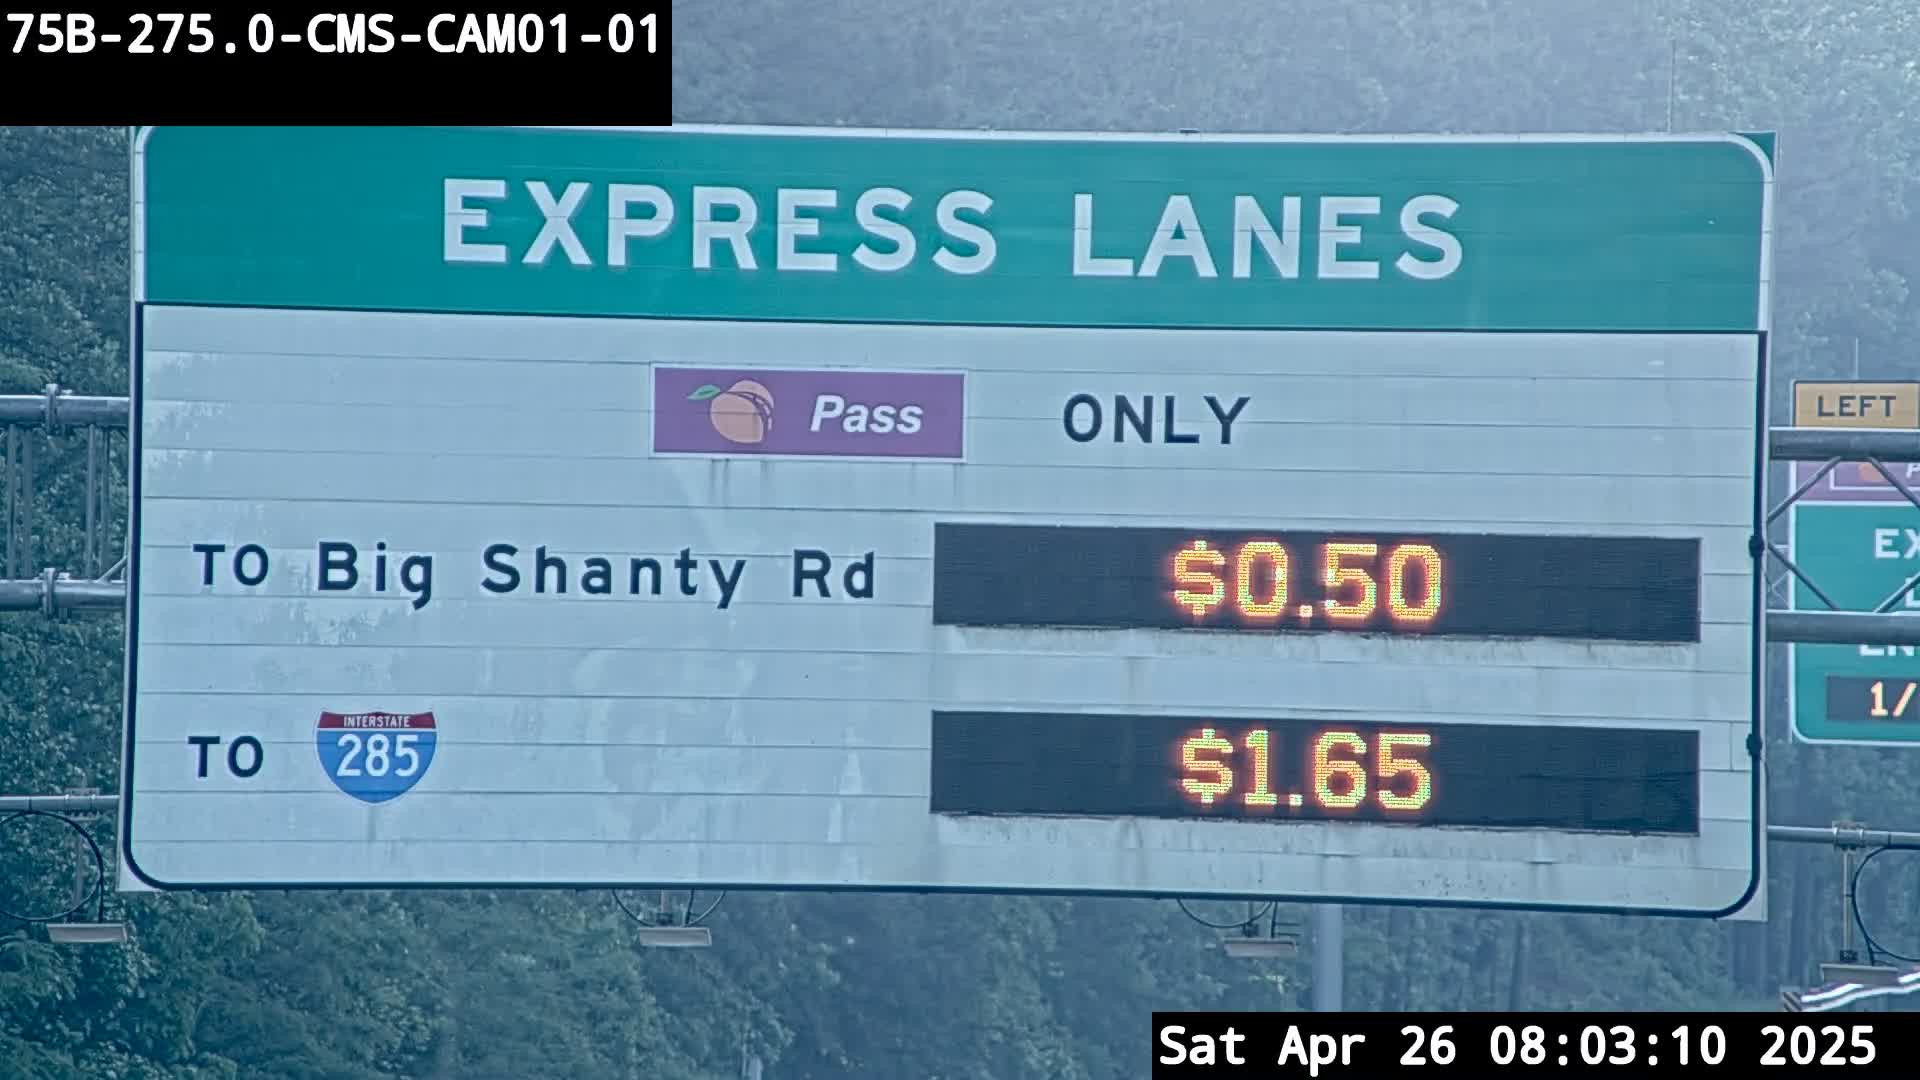 75B-275.0-CMS-CAM01-01
EXPRESS LANES
Pass ONLY
TO Big Shanty Rd $0.50
INTERSTATE
TO 285 $1.65
LEFT
1/
Sat Apr 26 08:03:10 2025